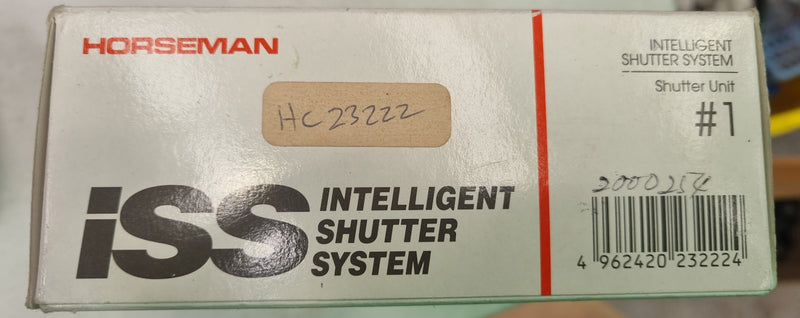 HORSEMAN
HC23222
iSS INTELLIGENT
SHUTTER
SYSTEM
INTELLIGENT
SHUTTER SYSTEM
Shutter Unit
#1
2000254
4 962420 232224